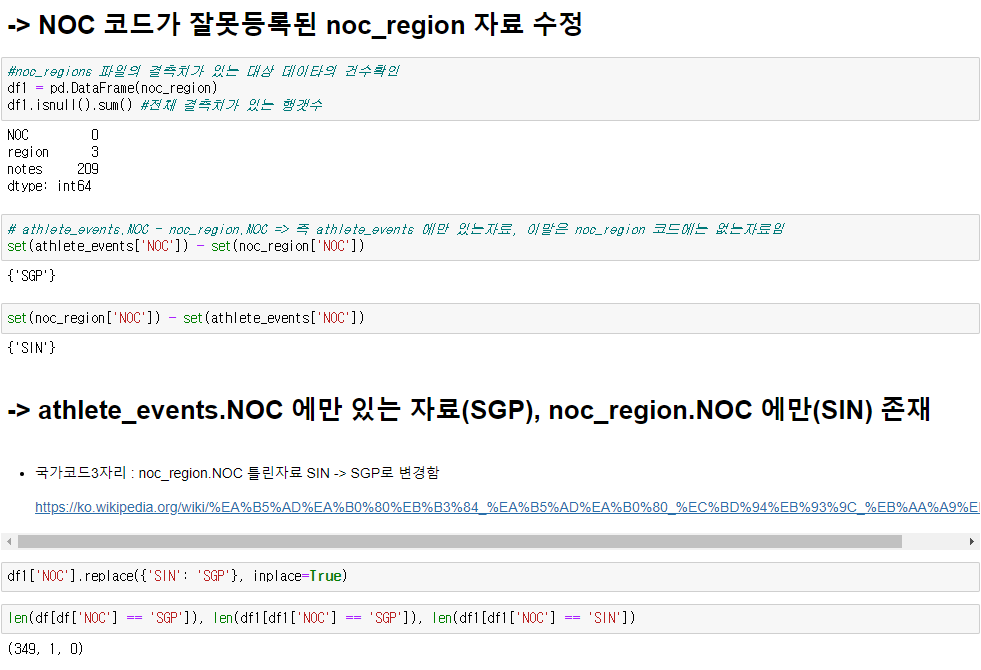 -> NOC 코드가 잘못등록된 noc_region 자료 수정
#noc_regions 파일의 결측치가 있는 대상 데이타의 건수확인
df1 = pd.DataFrame(noc_region)
df1.isnull().sum() #전체 결측치가 있는 행갯수
NOC 0
region 3
notes 209
dtype: int64
# athlete_events.NOC - noc_region.NOC => 즉 athlete_events 에만 있는자료, 이말은 noc_region 코드에는 없는자료임
set(athlete_events['NOC']) - set(noc_region['NOC'])
{'SGP'}
set(noc_region['NOC']) - set(athlete_events['NOC'])
{'SIN'}
-> athlete_events.NOC 에만 있는 자료(SGP), noc_region.NOC 에만(SIN) 존재
• 국가코드3자리 : noc_region.NOC 틀린자료 SIN -> SGP로 변경함
https://ko.wikipedia.org/wiki/%EA%B5%AD%EA%B0%80%EB%B3%84_%EA%B5%AD%EA%B0%80_%EC%BD%94%EB%93%9C_%EB%AA%A9%E
df1['NOC'].replace({'SIN': 'SGP'}, inplace=True)
len(df[df['NOC'] == 'SGP']), len(df1[df1['NOC'] == 'SGP']), len(df1[df1['NOC'] == 'SIN'])
(349, 1, 0)